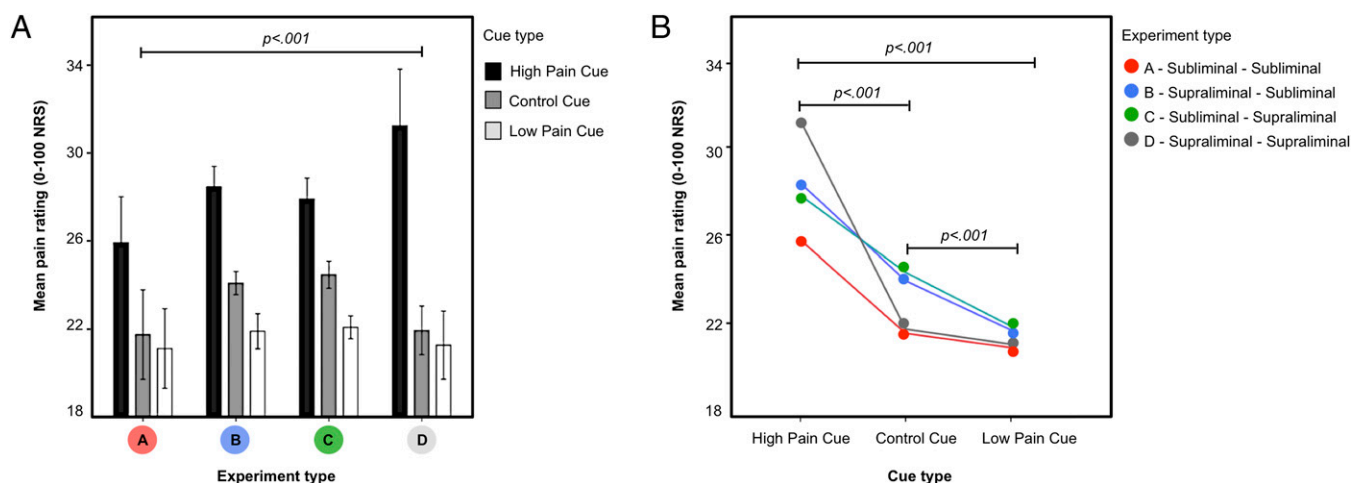 A
Mean pain rating (0-100 NRS)
34
30
26
22
18
p<.001
A
B
C
D
Experiment type
Cue type
High Pain Cue
Control Cue
Low Pain Cue
B
Mean pain rating (0-100 NRS)
34
30
26
22
18
p<.001
p<.001
p<.001
High Pain Cue
Control Cue
Low Pain Cue
Cue type
Experiment type
A - Subliminal - Subliminal
B - Supraliminal - Subliminal
C - Subliminal - Supraliminal
D - Supraliminal - Supraliminal